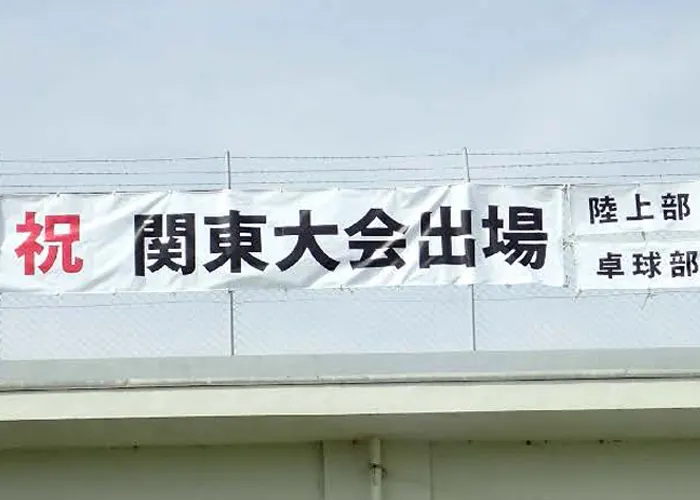 祝 関東大会出場
陸上部
卓球部